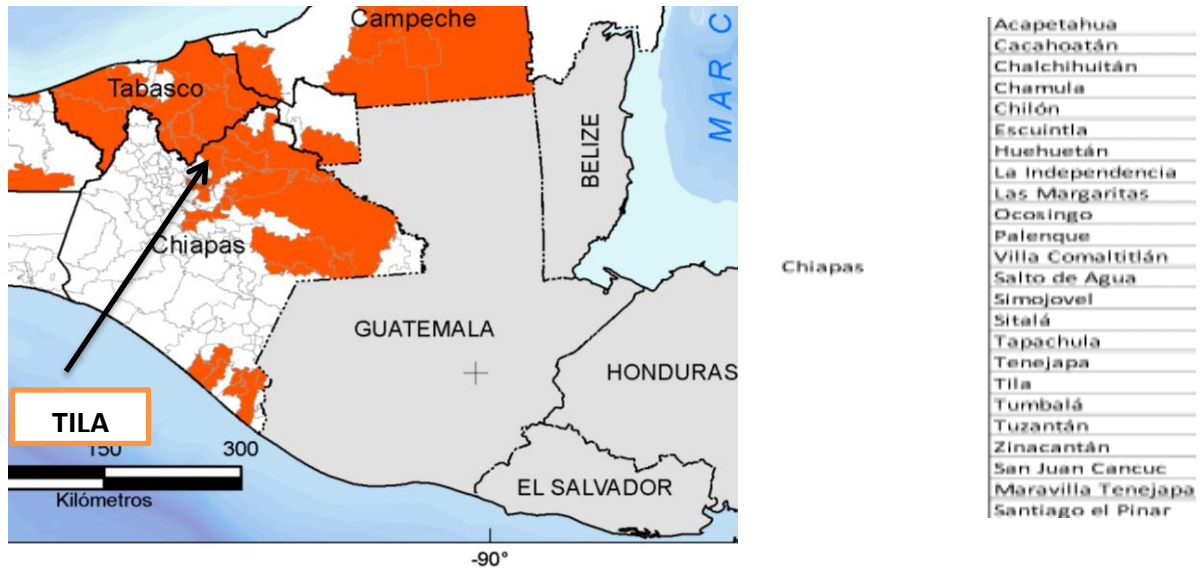 Campeche
MAR C
Tabasco
BELIZE
Chiapas
GUATEMALA
HONDURAS
TILA
150 300
Kilómetros
EL SALVADOR
-90°
Chiapas
Acapetahua
Cacahoatán
Chalchihuitán
Chamula
Chilón
Escuintla
Huehuetán
La Independencia
Las Margaritas
Ocosingo
Palenque
Villa Comaltitlán
Salto de Agua
Simojovel
Sitalá
Tapachula
Tenejapa
Tila
Tumbalá
Tuzantán
Zinacantán
San Juan Cancuc
Maravilla Tenejapa
Santiago el Pinar